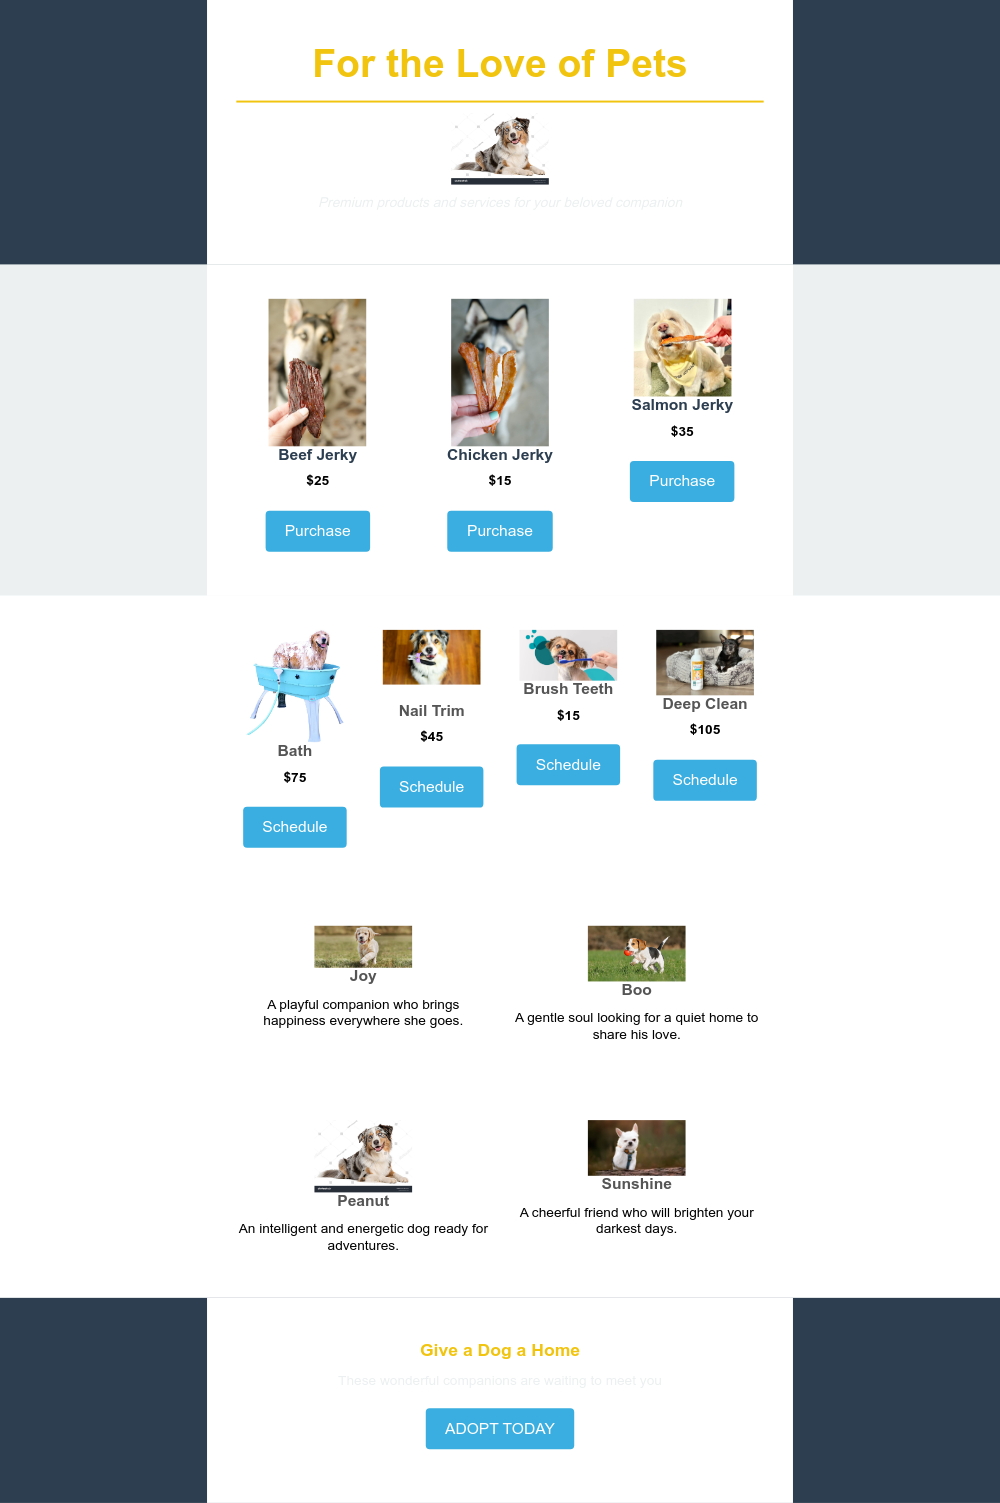 For the Love of Pets
Premium products and services for your beloved companion
Beef Jerky
$25
Purchase
Chicken Jerky
$15
Purchase
Salmon Jerky
$35
Purchase
Bath
$75
Schedule
Nail Trim
$45
Schedule
Brush Teeth
$15
Schedule
Deep Clean
$105
Schedule
Joy
A playful companion who brings
happiness everywhere she goes.
Boo
A gentle soul looking for a quiet home to
share his love.
Peanut
An intelligent and energetic dog ready for
adventures.
Sunshine
A cheerful friend who will brighten your
darkest days.
Give a Dog a Home
These wonderful companions are waiting to meet you
ADOPT TODAY